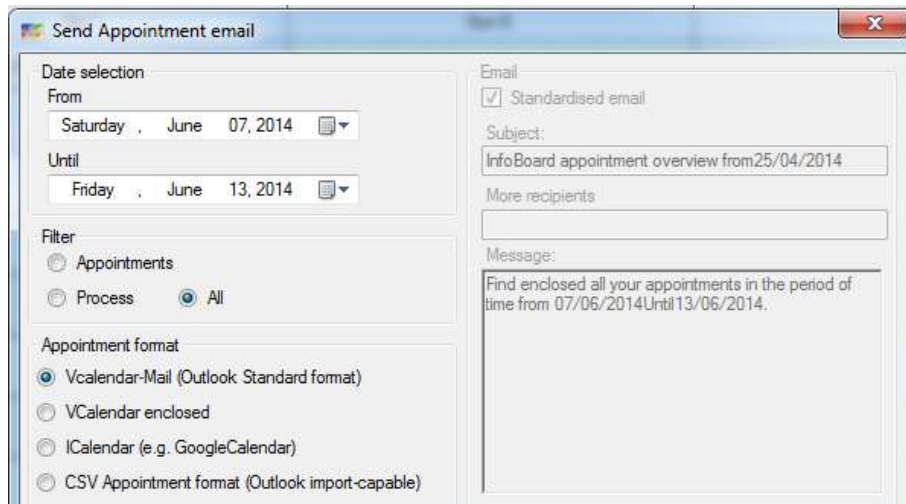 Send Appointment email
Date selection
From
Saturday , June 07, 2014
Until
Friday , June 13, 2014
Filter
Appointments
Process All
Appointment format
Vcalendar-Mail (Outlook Standard format)
VCalendar enclosed
ICalendar (e.g. GoogleCalendar)
CSV Appointment format (Outlook import-capable)
Email
Standardised email
Subject:
InfoBoard appointment overview from25/04/2014
More recipients
Message:
Find enclosed all your appointments in the period of
time from 07/06/2014Until13/06/2014.